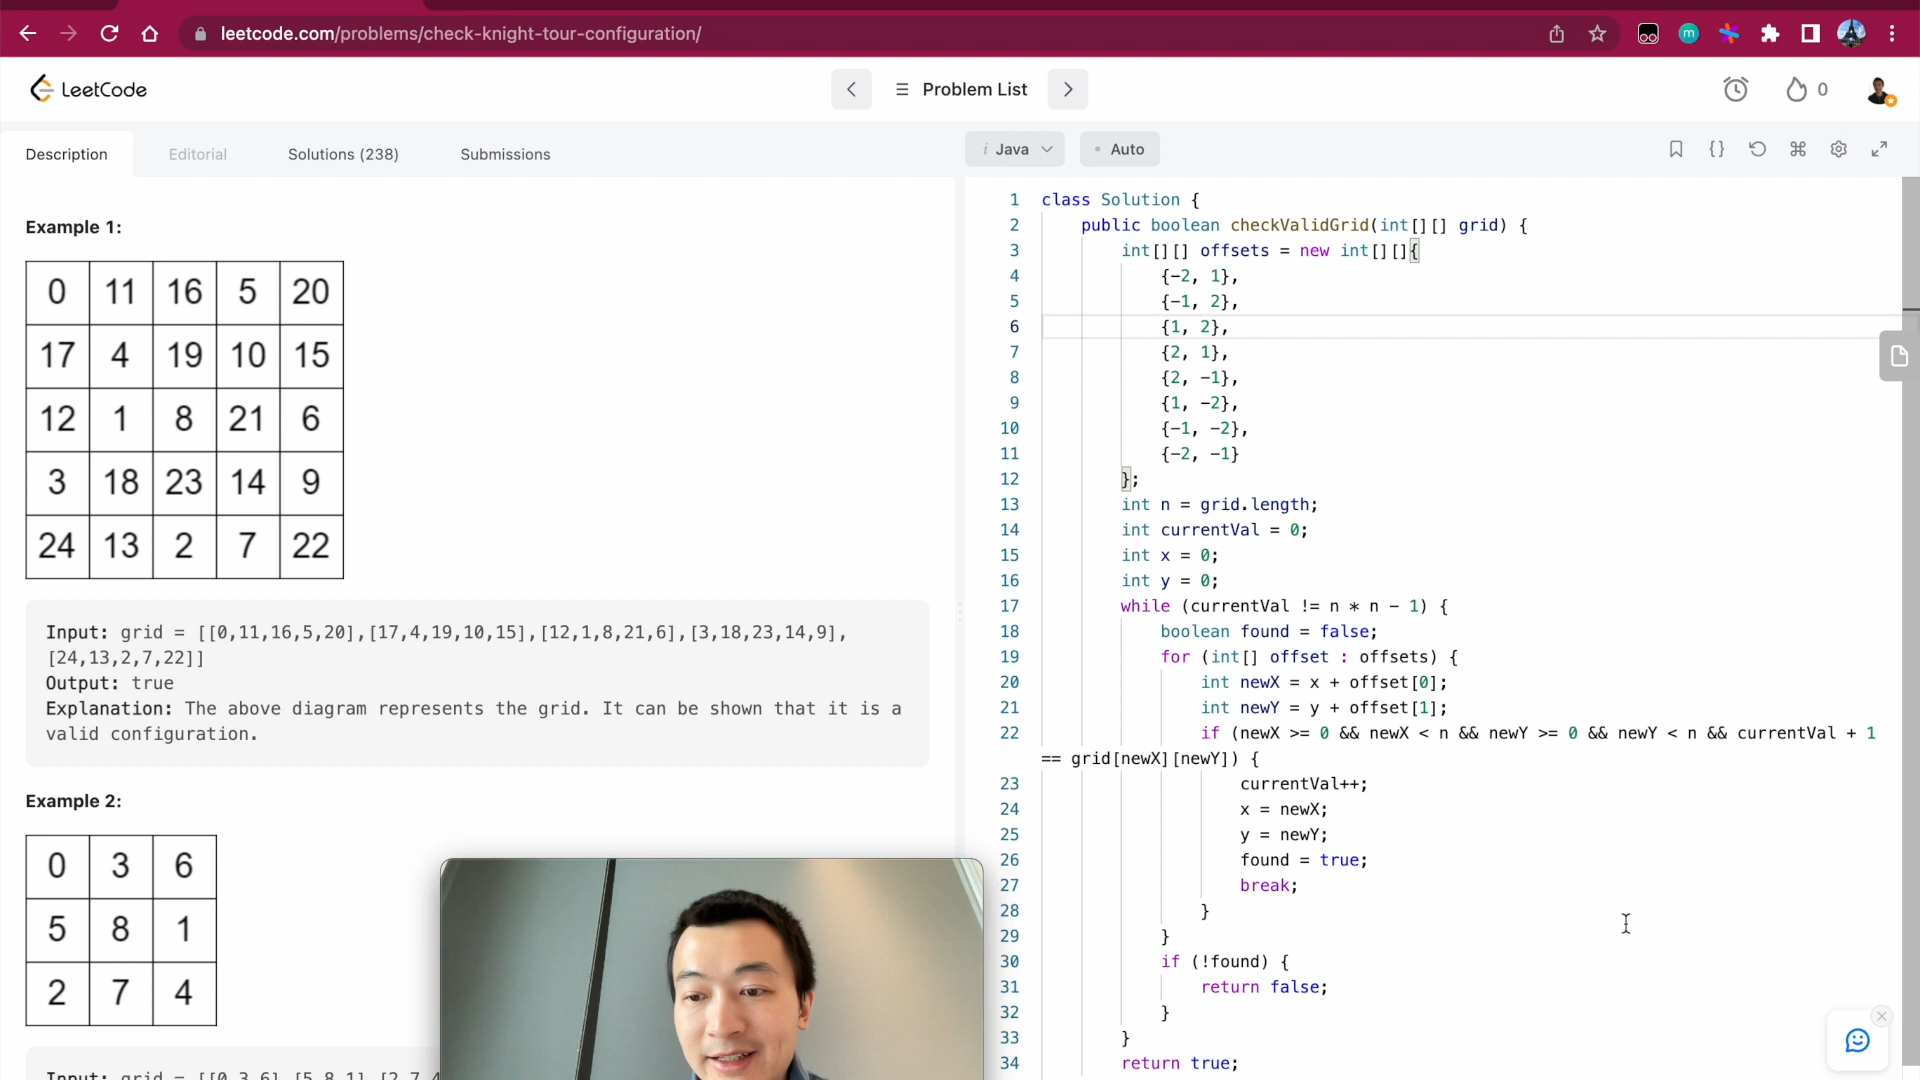 leetcode.com/problems/check-knight-tour-configuration/
m
LeetCode
Problem List
0
Description
Editorial
Solutions (238)
Submissions
i Java
• Auto
Example 1:
0 11 16 5 20
17 4 19 10 15
12 1 8 21 6
3 18 23 14 9
24 13 2 7 22
Input: grid = [[0,11,16,5,20],[17,4,19,10,15],[12,1,8,21,6],[3,18,23,14,9],
[24,13,2,7,22]]
Output: true
Explanation: The above diagram represents the grid. It can be shown that it is a
valid configuration.
Example 2:
0 3 6
5 8 1
2 7 4
Input: grid = [[0,3,6],[5,8,1],[2,7,4
1 class Solution {
2 public boolean checkValidGrid(int[][] grid) {
3 int[][] offsets = new int[][]{
4 {-2, 1},
5 {-1, 2},
6 {1, 2},
7 {2, 1},
8 {2, -1},
9 {1, -2},
10 {-1, -2},
11 {-2, -1}
12 };
13 int n = grid.length;
14 int currentVal = 0;
15 int x = 0;
16 int y = 0;
17 while (currentVal != n * n - 1) {
18 boolean found = false;
19 for (int[] offset : offsets) {
20 int newX = x + offset[0];
21 int newY = y + offset[1];
22 if (newX >= 0 && newX < n && newY >= 0 && newY < n && currentVal + 1
== grid[newX][newY]) {
23 currentVal++;
24 x = newX;
25 y = newY;
26 found = true;
27 break;
28 }
29 }
30 if (!found) {
31 return false;
32 }
33 }
34 return true;